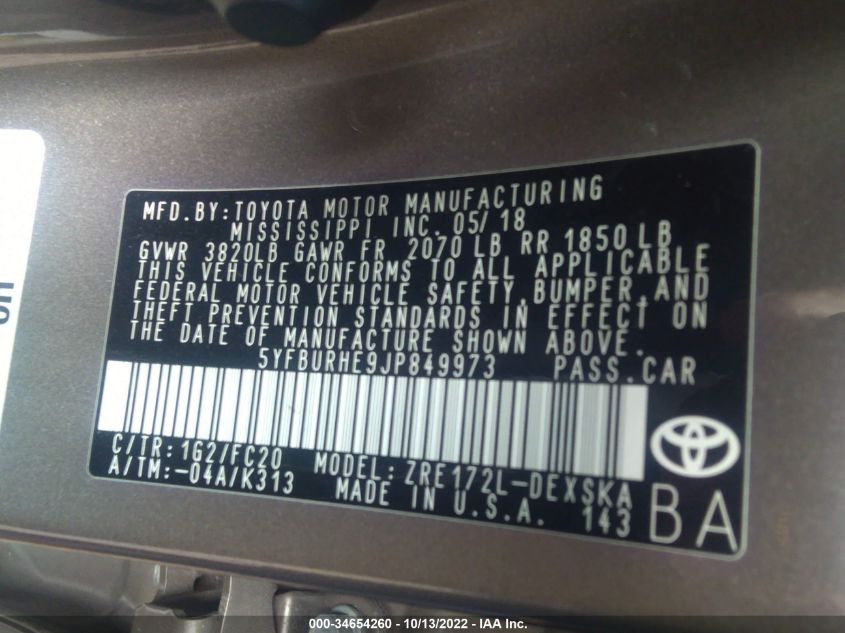 MFD.BY:TOYOTA MOTOR MANUFACTURING
MISSISSIPPI INC. 05/18
GVWR 3820LB GAWR FR 2070 LB RR 1850 LB
THIS VEHICLE CONFORMS TO ALL APPLICABLE
FEDERAL MOTOR VEHICLE SAFETY,BUMPER,AND
THEFT PREVENTION STANDARDS IN EFFECT ON
THE DATE OF MANUFACTURE SHOWN ABOVE.
5YFBURHE9JP849973 PASS.CAR
C/TR:1G2/FC20 MODEL:ZRE172L-DEXSKA
A/TM:-04A/K313 MADE IN U.S.A. 143
BA
000-34654260 - 10/13/2022 - IAA Inc.